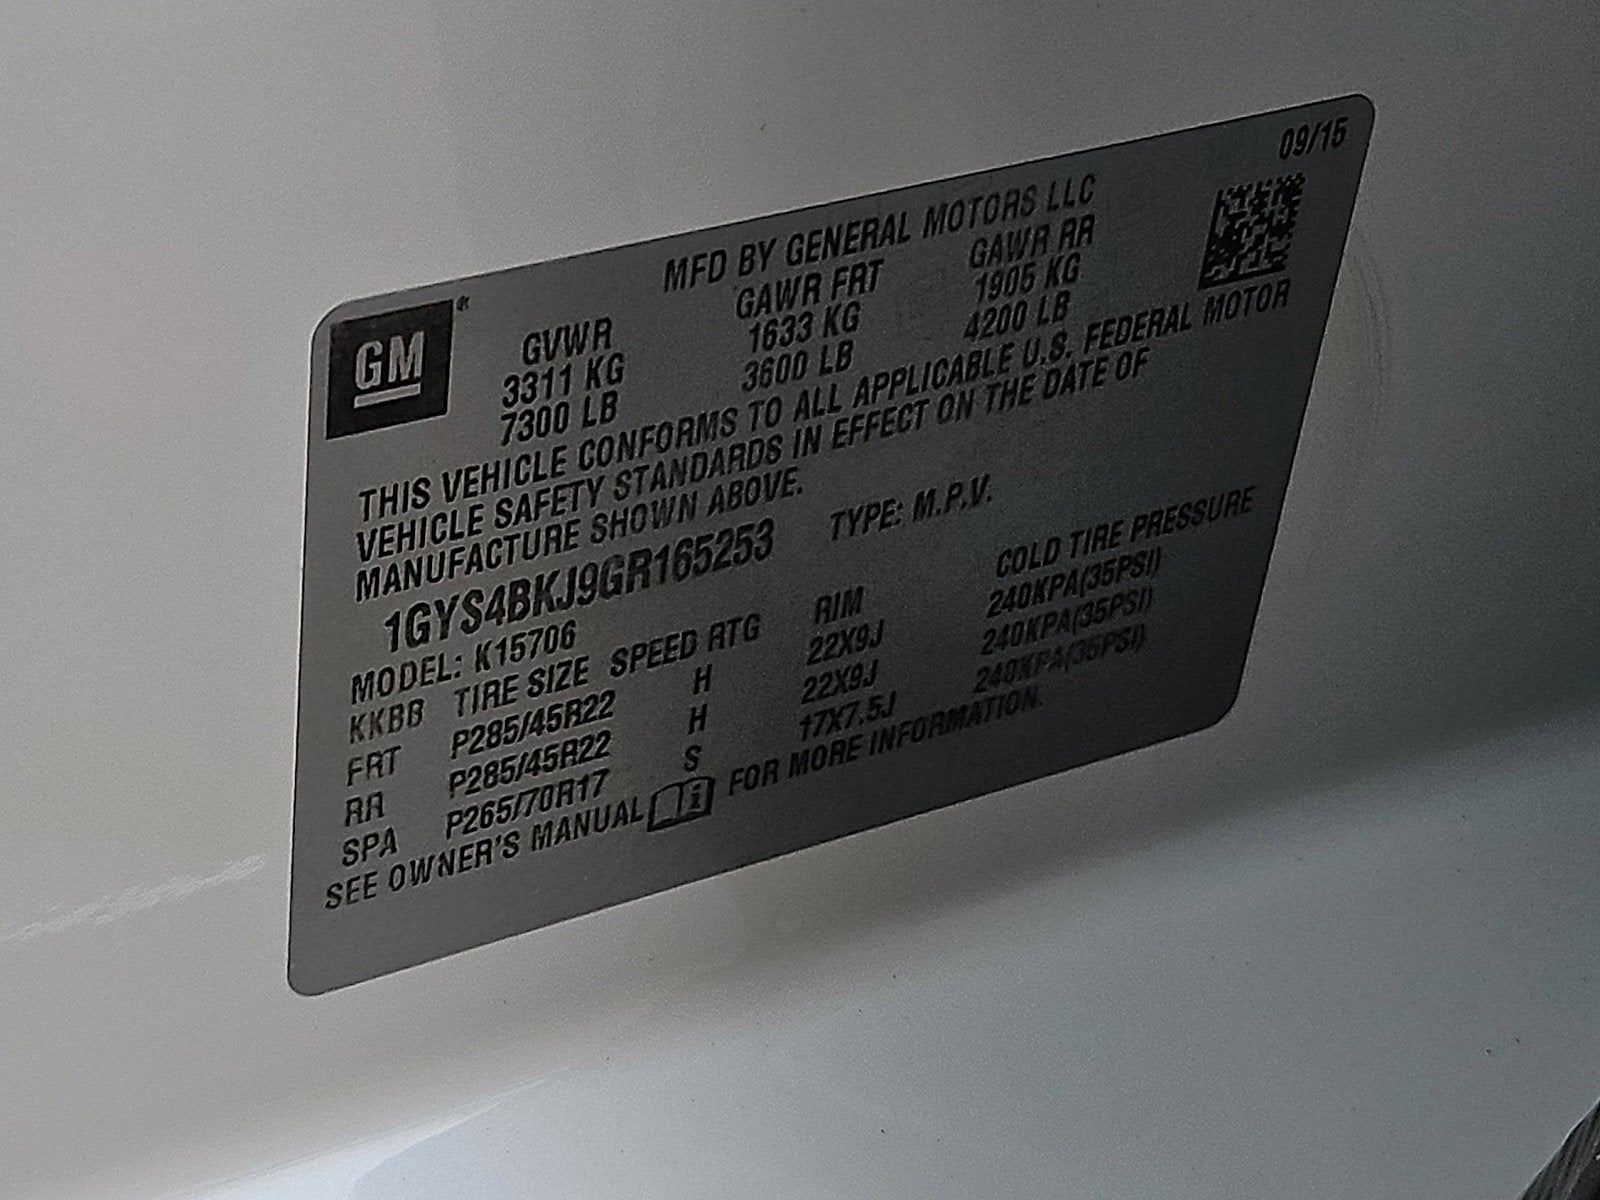 09/15
MFD BY GENERAL MOTORS LLC
GM®
GVWR GAWR FRT GAWR RR
3311 KG 1633 KG 1905 KG
7300 LB 3600 LB 4200 LB
THIS VEHICLE CONFORMS TO ALL APPLICABLE U.S. FEDERAL MOTOR
VEHICLE SAFETY STANDARDS IN EFFECT ON THE DATE OF
MANUFACTURE SHOWN ABOVE.
1GYS4BKJ9GR165253 TYPE: M.P.V.
MODEL: K15706
KKBB TIRE SIZE SPEED RTG RIM COLD TIRE PRESSURE
FRT P285/45R22 H 22X9J 240KPA(35PSI)
RR P285/45R22 H 22X9J 240KPA(35PSI)
SPA P265/70R17 S 17X7.5J 240KPA(35PSI)
SEE OWNER'S MANUAL FOR MORE INFORMATION.